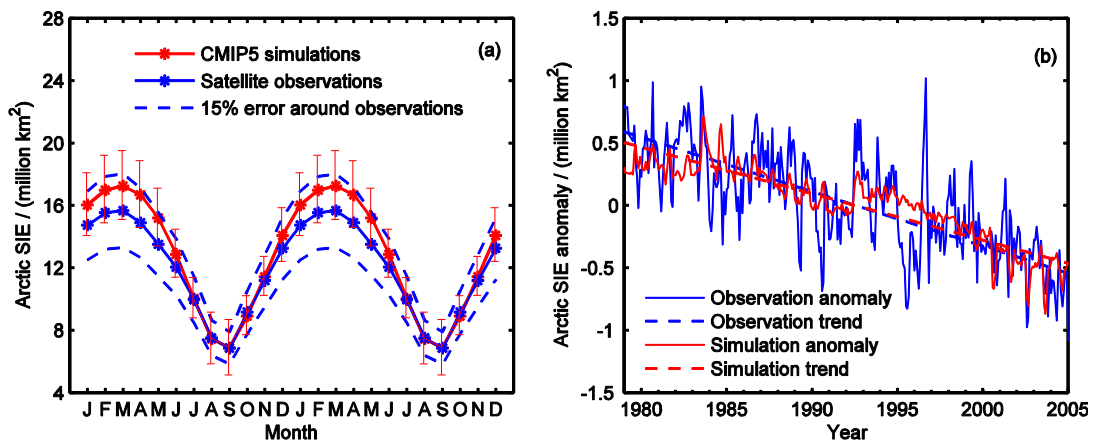 28
24
20
16
12
8
4
Arctic SIE / (million km²)
(a)
CMIP5 simulations
Satellite observations
15% error around observations
J F M A M J J A S O N D J F M A M J J A S O N D
Month
1.5
1
0.5
0
-0.5
-1
-1.5
Arctic SIE anomaly / (million km²)
(b)
Observation anomaly
Observation trend
Simulation anomaly
Simulation trend
1980 1985 1990 1995 2000 2005
Year